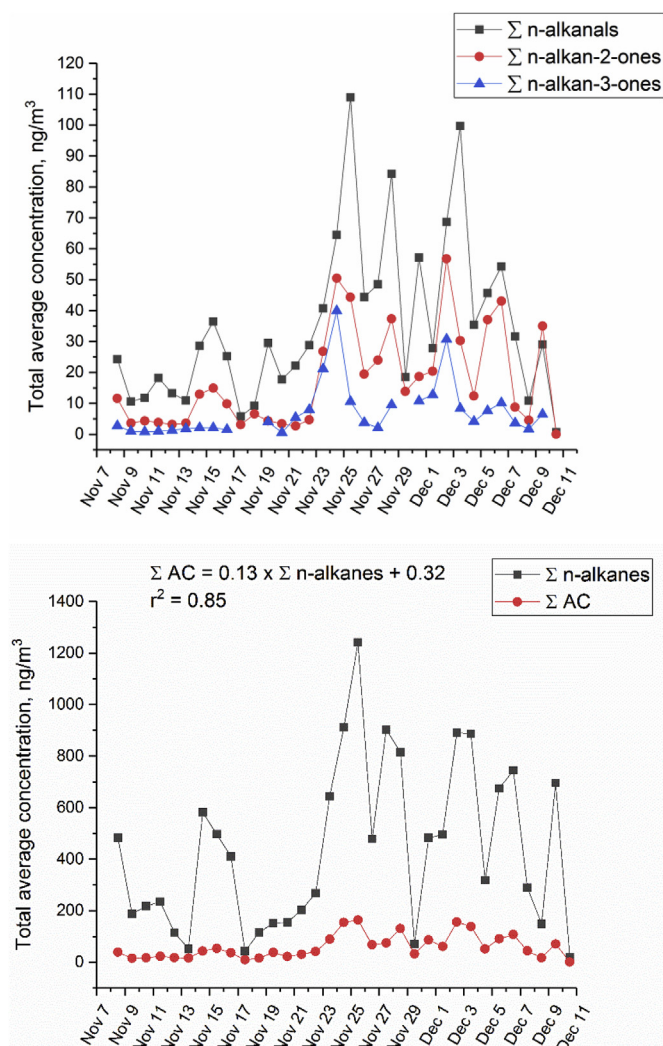 ∑ n-alkanals
∑ n-alkan-2-ones
∑ n-alkan-3-ones
120
110
100
90
80
70
60
50
40
30
20
10
0
Total average concentration, ng/m³
Nov 7
Nov 9
Nov 11
Nov 13
Nov 15
Nov 17
Nov 19
Nov 21
Nov 23
Nov 25
Nov 27
Nov 29
Dec 1
Dec 3
Dec 5
Dec 7
Dec 9
Dec 11
∑ AC = 0.13 x ∑ n-alkanes + 0.32
r² = 0.85
∑ n-alkanes
∑ AC
1400
1200
1000
800
600
400
200
0
Total average concentration, ng/m³
Nov 7
Nov 9
Nov 11
Nov 13
Nov 15
Nov 17
Nov 19
Nov 21
Nov 23
Nov 25
Nov 27
Nov 29
Dec 1
Dec 3
Dec 5
Dec 7
Dec 9
Dec 11